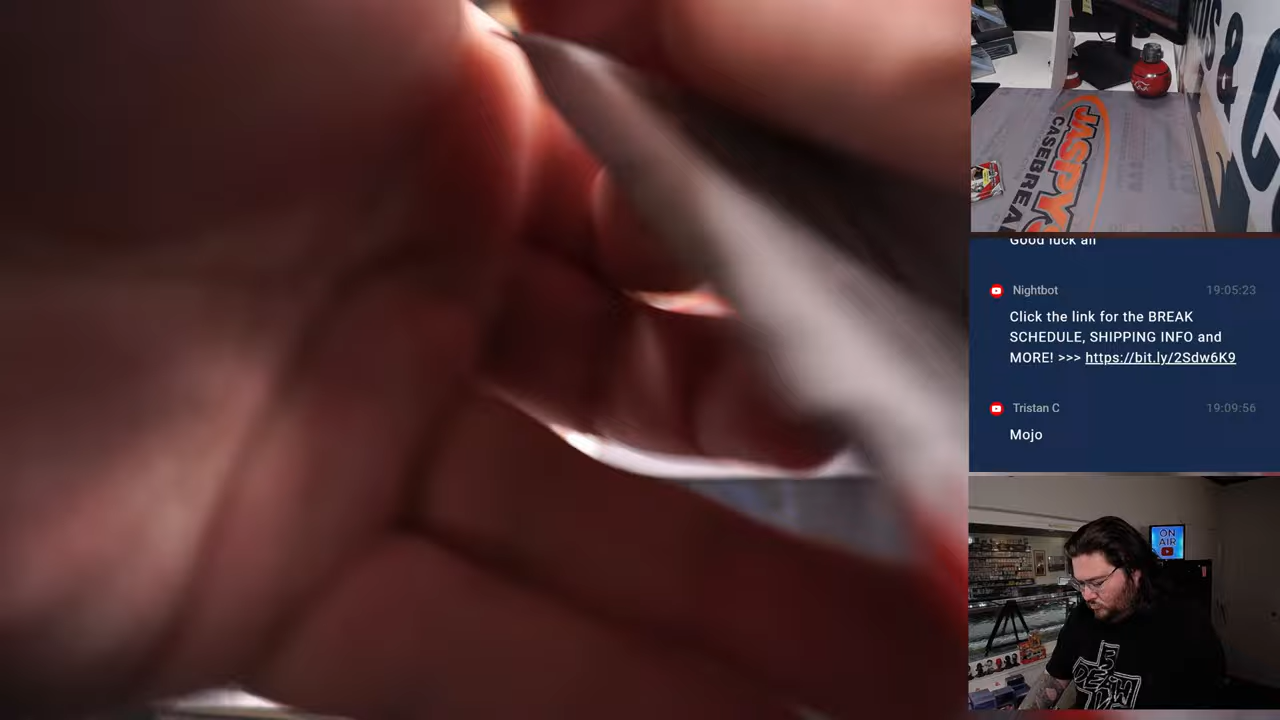 JASPY'S
CASEBREA
&
Good luck all
Nightbot
19:05:23
Click the link for the BREAK
SCHEDULE, SHIPPING INFO and
MORE! >>> https://bit.ly/2Sdw6K9
Tristan C
19:09:56
Mojo
ON
AIR